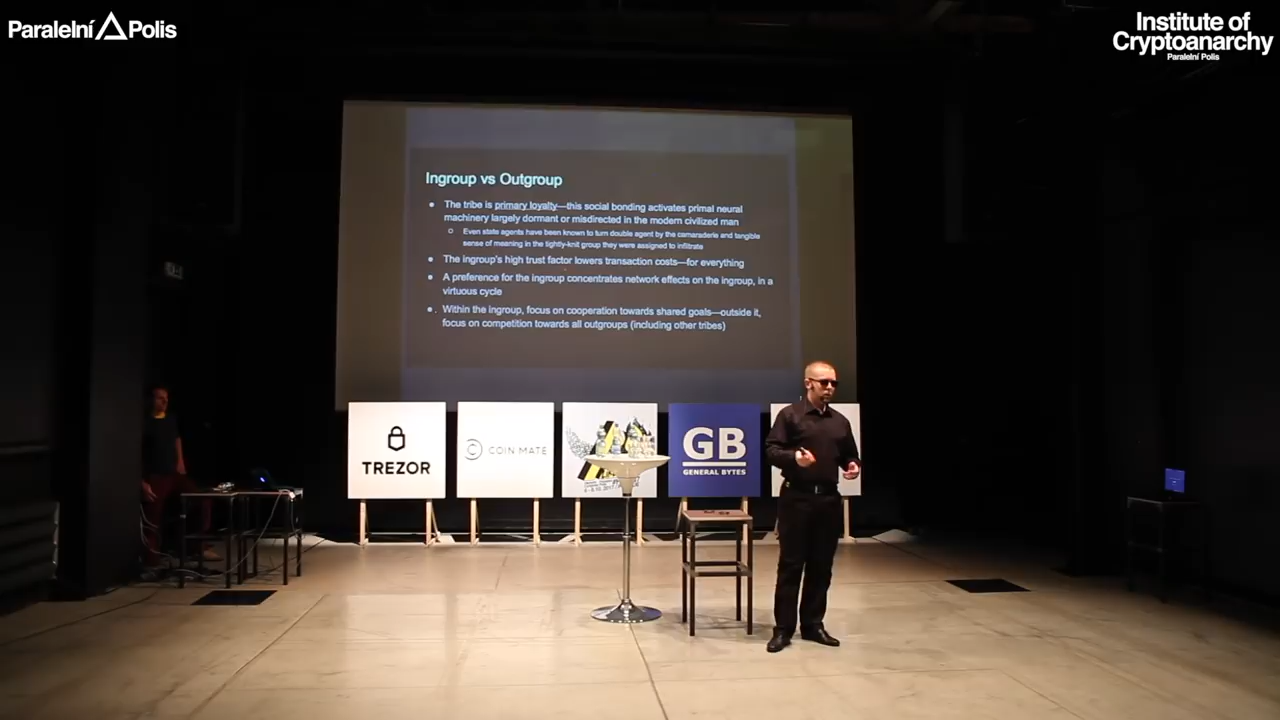 Paralelní Polis
Institute of
Cryptoanarchy
Paralelní Polis
Ingroup vs Outgroup
The tribe is primary loyalty—this social bonding activates primal neural
machinery largely dormant or misdirected in the modern civilized man
Even state agents have been known to turn double agent by the camaraderie and tangible
sense of meaning in the tightly-knit group they were assigned to infiltrate
The ingroup's high trust factor lowers transaction costs—for everything
A preference for the ingroup concentrates network effects on the ingroup, in a
virtuous cycle
Within the ingroup, focus on cooperation towards shared goals—outside it,
focus on competition towards all outgroups (including other tribes)
TREZOR
COINMATE
GB
GENERAL BYTES